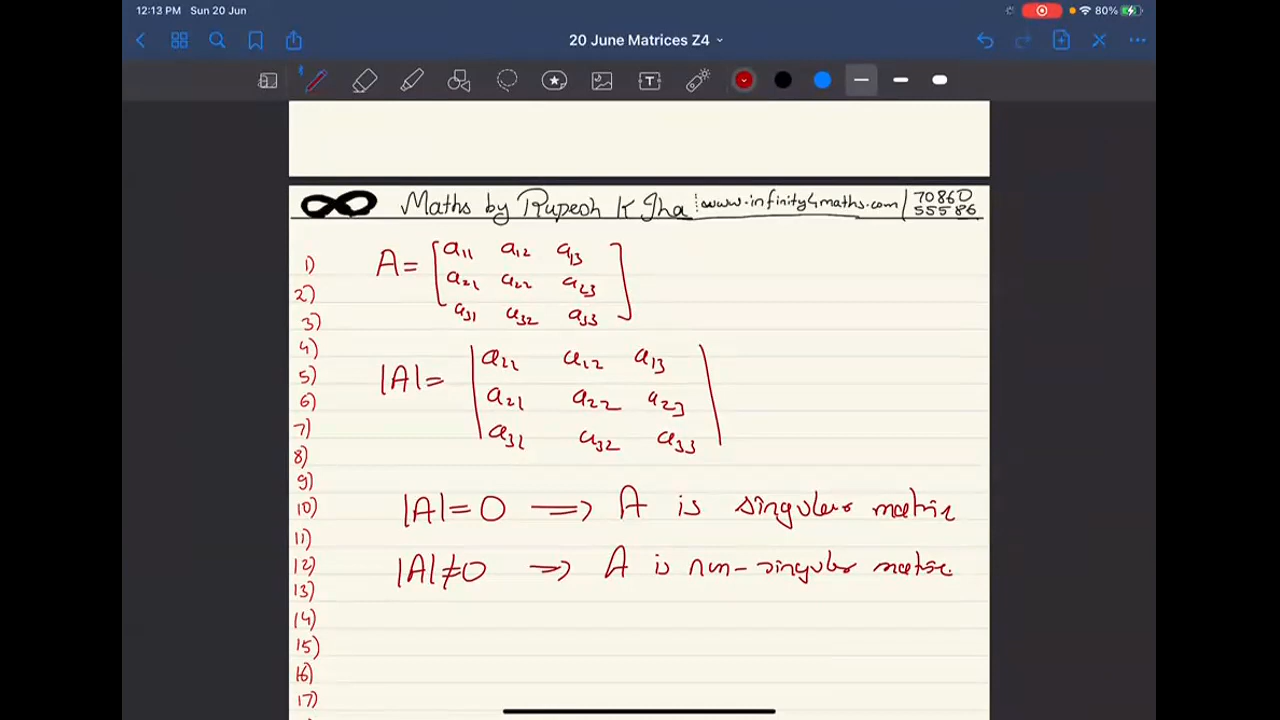 12:13 PM Sun 20 Jun 80%
20 June Matrices Z4
Maths by Rupesh K Jha www.infinity4maths.com 70860 55586
1) A = [ a11 a12 a13
2) a21 a22 a23
3) a31 a32 a33 ]
4) | a11 a12 a13
5) |A| =
6) a21 a22 a23
7) a31 a32 a33 |
8)
9)
10) |A| = 0 ⟹ A is singular matrix
11)
12) |A| ≠ 0 ⟹ A is non-singular matrix.
13)
14)
15)
16)
17)